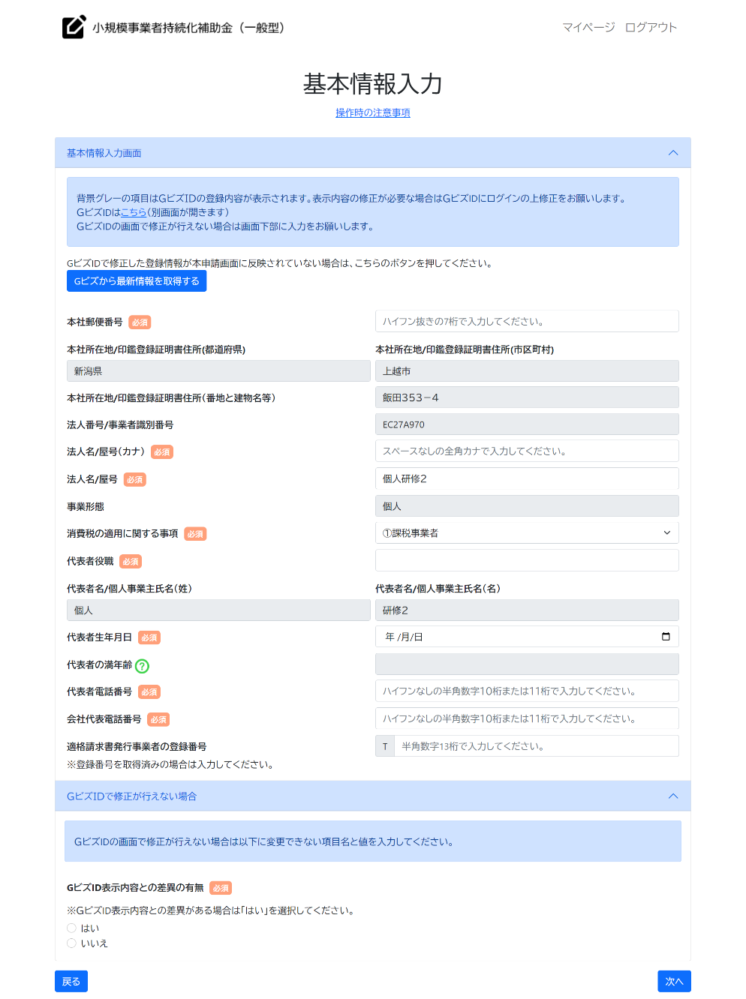 小規模事業者持続化補助金（一般型）
マイページ ログアウト
基本情報入力
操作時の注意事項
基本情報入力画面
背景グレーの項目はGビズIDの登録内容が表示されます。表示内容の修正が必要な場合はGビズIDにログインの上修正をお願いします。
GビズIDはこちら（別画面が開きます）
GビズIDの画面で修正が行えない場合は画面下部に入力をお願いします。
GビズIDで修正した登録情報が本申請画面に反映されていない場合は、こちらのボタンを押してください。
Gビズから最新情報を取得する
本社郵便番号 必須 ハイフン抜きの7桁で入力してください。
本社所在地/印鑑登録証明書住所(都道府県) 本社所在地/印鑑登録証明書住所(市区町村)
新潟県 上越市
本社所在地/印鑑登録証明書住所（番地と建物名等） 飯田３５３－４
法人番号/事業者識別番号 EC27A970
法人名/屋号（カナ） 必須 スペースなしの全角カナで入力してください。
法人名/屋号 必須 個人研修２
事業形態 個人
消費税の適用に関する事項 必須 ①課税事業者
代表者役職 必須
代表者名/個人事業主氏名（姓） 代表者名/個人事業主氏名（名）
個人 研修２
代表者生年月日 必須 年 /月/日
代表者の満年齢 ?
代表者電話番号 必須 ハイフンなしの半角数字１０桁または１１桁で入力してください。
会社代表電話番号 必須 ハイフンなしの半角数字１０桁または１１桁で入力してください。
適格請求書発行事業者の登録番号 T 半角数字13桁で入力してください。
※登録番号を取得済みの場合は入力してください。
GビズIDで修正が行えない場合
GビズIDの画面で修正が行えない場合は以下に変更できない項目名と値を入力してください。
GビズID表示内容との差異の有無 必須
※GビズID表示内容との差異がある場合は「はい」を選択してください。
はい
いいえ
戻る 次へ